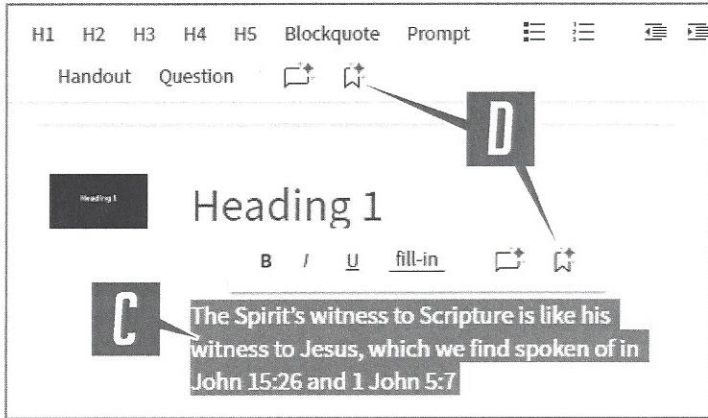 H1 H2 H3 H4 H5 Blockquote Prompt
Handout Question
D
Heading 1
Heading 1
B I U fill-in
C
The Spirit's witness to Scripture is like his
witness to Jesus, which we find spoken of in
John 15:26 and 1 John 5:7